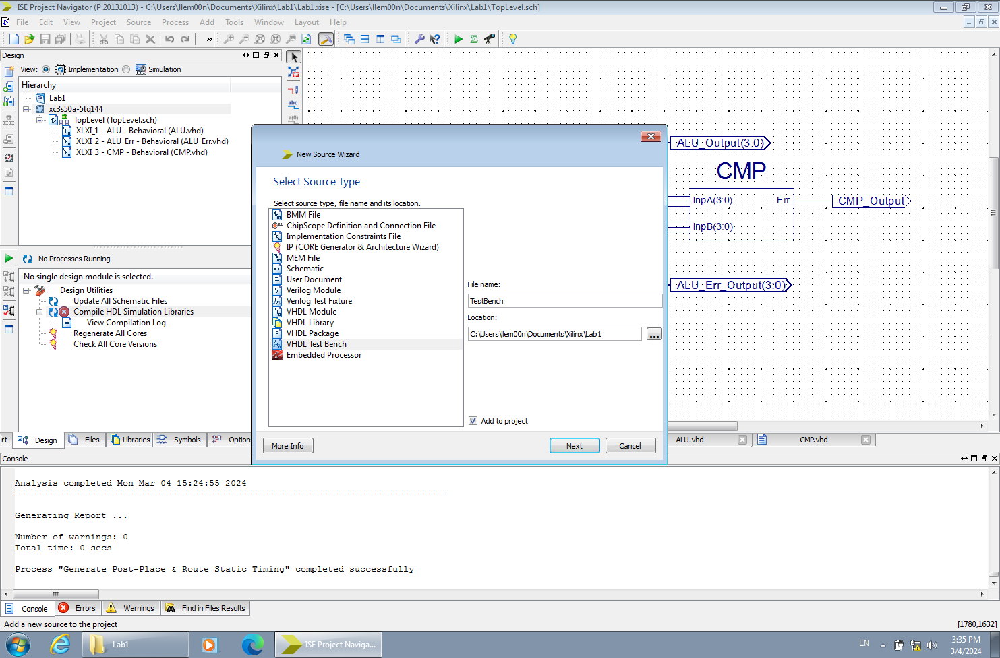 ISE Project Navigator (P.20131013) - C:\Users\llem00n\Documents\Xilinx\Lab1\Lab1.xise - [C:\Users\llem00n\Documents\Xilinx\Lab1\TopLevel.sch]
File Edit View Project Source Process Add Tools Window Layout Help
»
Design
View: Implementation Simulation
Hierarchy
Lab1
xc3s50a-5tq144
TopLevel (TopLevel.sch)
XLXI_1 - ALU - Behavioral (ALU.vhd)
XLXI_2 - ALU_Err - Behavioral (ALU_Err.vhd)
XLXI_3 - CMP - Behavioral (CMP.vhd)
No Processes Running
No single design module is selected.
Design Utilities
Update All Schematic Files
Compile HDL Simulation Libraries
View Compilation Log
Regenerate All Cores
Check All Core Versions
rt Design Files Libraries Symbols Option
abc
a(0)
New Source Wizard
Select Source Type
Select source type, file name and its location.
BMM File
ChipScope Definition and Connection File
Implementation Constraints File
IP (CORE Generator & Architecture Wizard)
MEM File
Schematic
User Document
Verilog Module
Verilog Test Fixture
VHDL Module
VHDL Library
VHDL Package
VHDL Test Bench
Embedded Processor
File name:
TestBench
Location:
C:\Users\llem00n\Documents\Xilinx\Lab1
...
Add to project
More Info Next Cancel
ALU_Output(3:0)
CMP
InpA(3:0) Err
CMP_Output
InpB(3:0)
ALU_Err_Output(3:0)
ALU.vhd CMP.vhd
Console
Analysis completed Mon Mar 04 15:24:55 2024
--------------------------------------------------------------------------------
Generating Report ...
Number of warnings: 0
Total time: 0 secs
Process "Generate Post-Place & Route Static Timing" completed successfully
Console Errors Warnings Find in Files Results
Add a new source to the project [1780,1632]
Lab1 ISE Project Naviga... EN 3:35 PM
3/4/2024